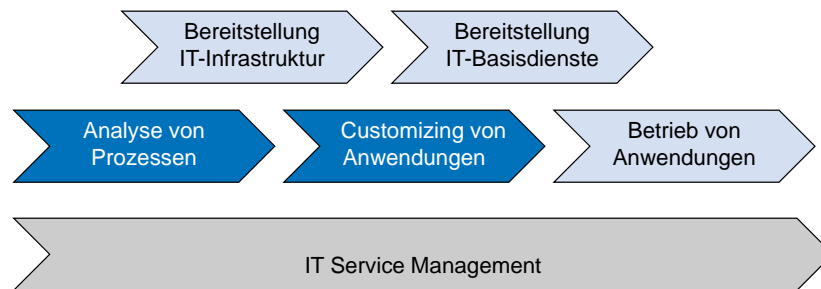 Bereitstellung
IT-Infrastruktur
Bereitstellung
IT-Basisdienste
Analyse von
Prozessen
Customizing von
Anwendungen
Betrieb von
Anwendungen
IT Service Management